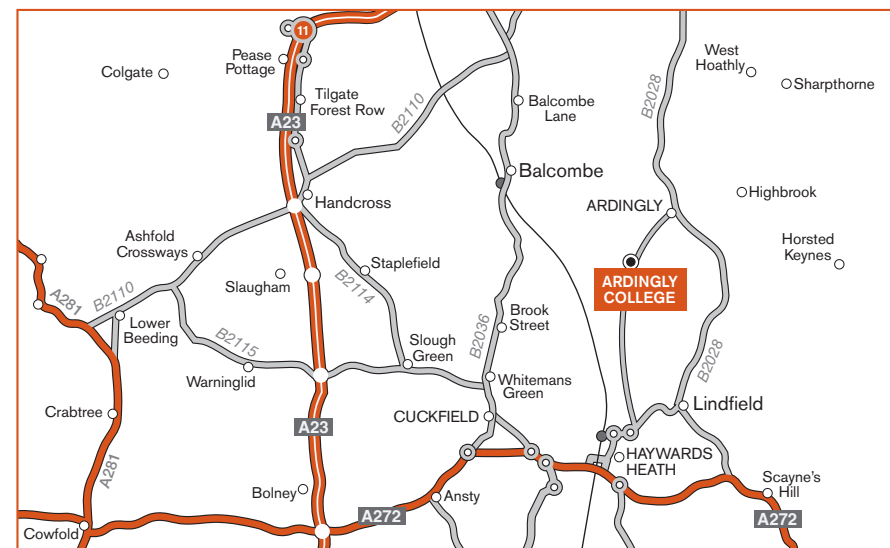 11
Pease
Pottage
Colgate
West
Hoathly
Sharpthorne
Tilgate
Forest Row
A23
B2110
Balcombe
Lane
B2028
Balcombe
Handcross
ARDINGLY
Highbrook
Ashfold
Crossways
Staplefield
Horsted
Keynes
Slaugham
ARDINGLY
COLLEGE
A281
B2110
B2114
Lower
Beeding
B2115
Slough
Green
B2036
Brook
Street
B2028
Warninglid
Whitemans
Green
Crabtree
CUCKFIELD
Lindfield
A23
A281
HAYWARDS
HEATH
Bolney
Ansty
Scayne's
Hill
A272
A272
Cowfold